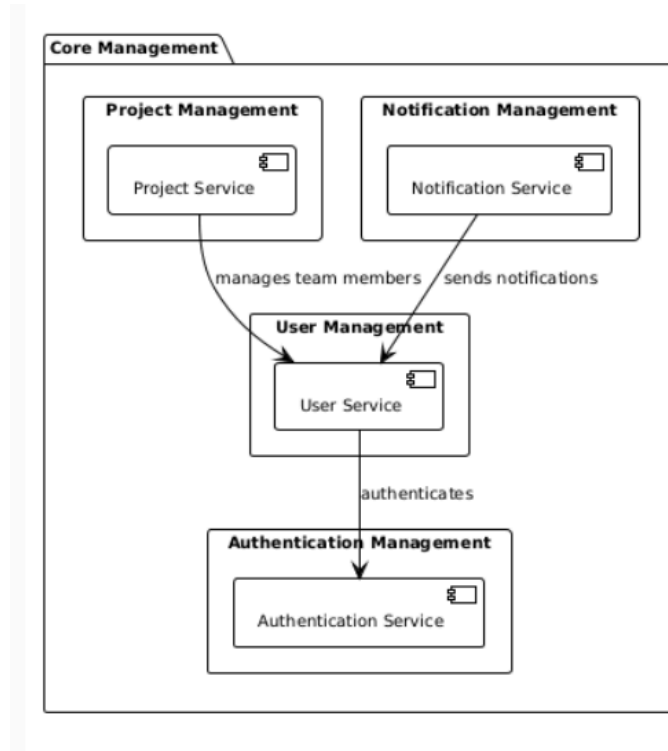 Core Management
Project Management
Notification Management
Project Service
Notification Service
manages team members
sends notifications
User Management
User Service
authenticates
Authentication Management
Authentication Service